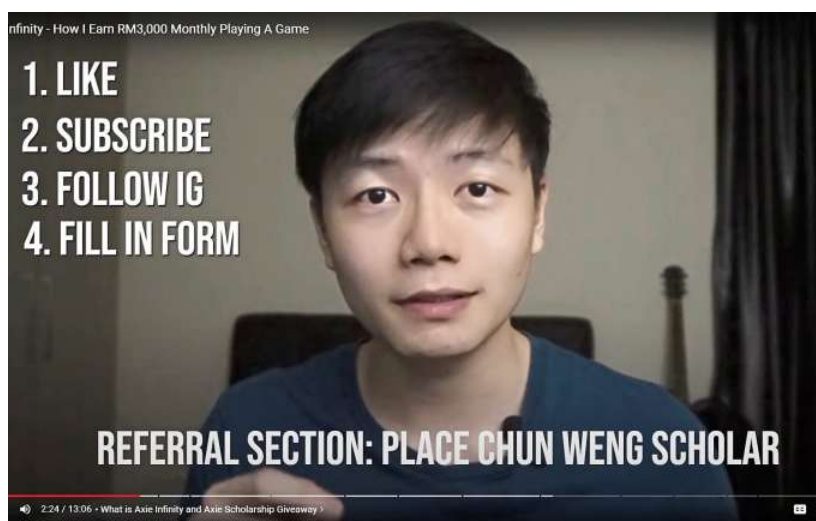 nfinity - How I Earn RM3,000 Monthly Playing A Game
1. LIKE
2. SUBSCRIBE
3. FOLLOW IG
4. FILL IN FORM
REFERRAL SECTION: PLACE CHUN WENG SCHOLAR
2:24 / 13:06 • What is Axie Infinity and Axie Scholarship Giveaway >